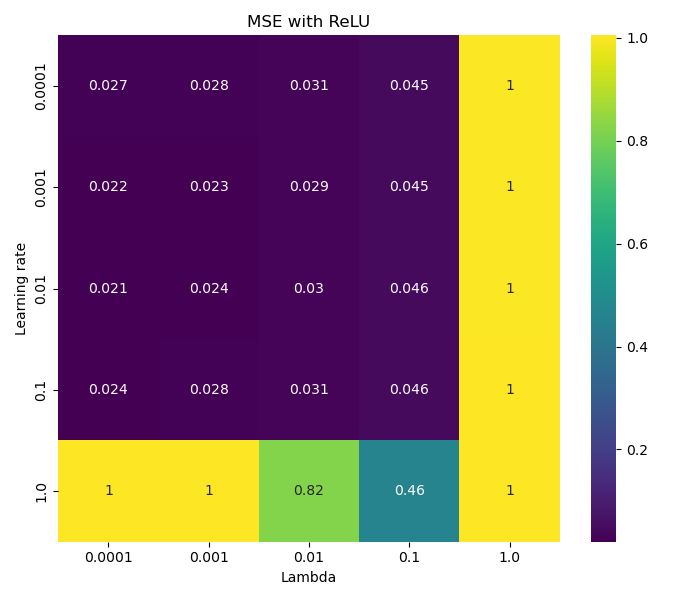 MSE with ReLU
0.0001 0.027 0.028 0.031 0.045 1
0.001 0.022 0.023 0.029 0.045 1
0.01 0.021 0.024 0.03 0.046 1
0.1 0.024 0.028 0.031 0.046 1
1.0 1 1 0.82 0.46 1
0.0001 0.001 0.01 0.1 1.0
Lambda
Learning rate
1.0
0.8
0.6
0.4
0.2